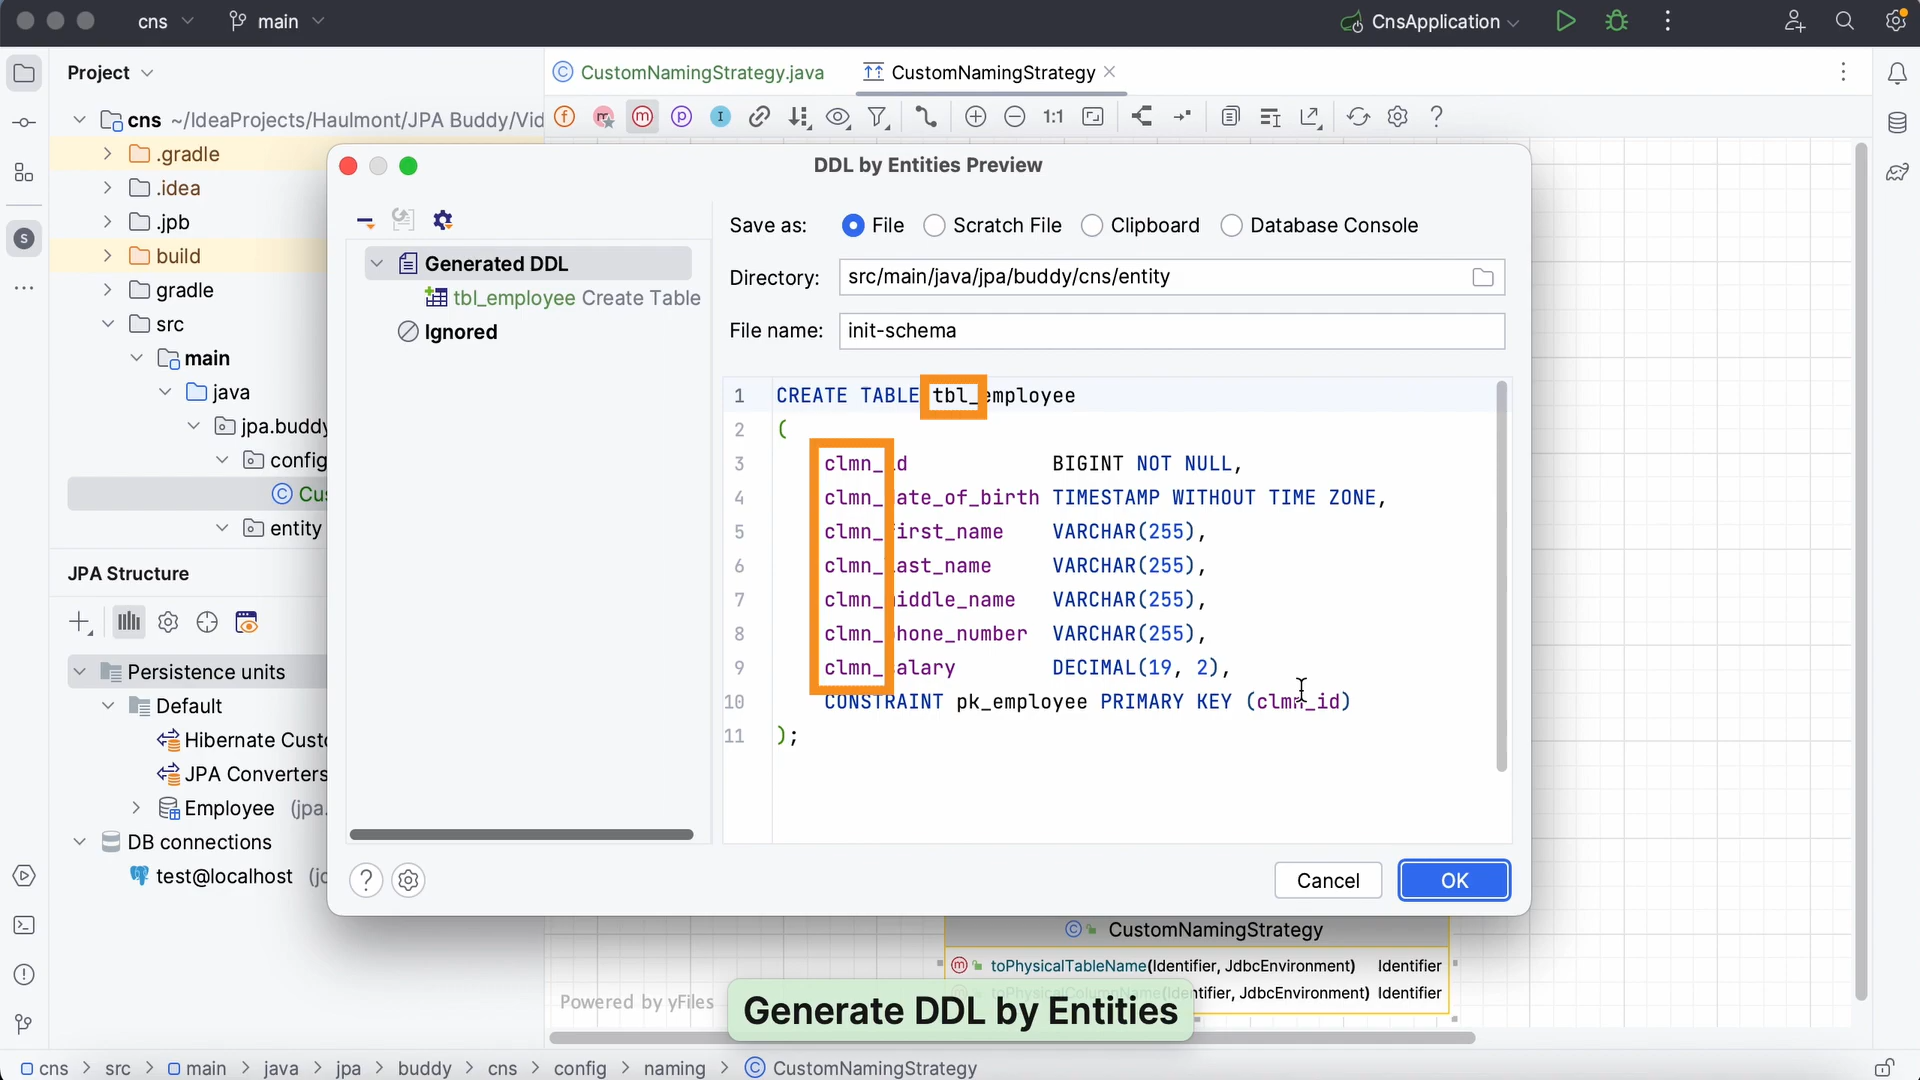 cns main CnsApplication
Project
CustomNamingStrategy.java CustomNamingStrategy
cns ~/IdeaProjects/Haulmont/JPA Buddy/Vid
1:1
.gradle
.idea
.jpb
build
gradle
src
main
java
jpa.buddy
config
Cus
entity
JPA Structure
Persistence units
Default
Hibernate Custo
JPA Converters
Employee (jpa.
DB connections
test@localhost (jd
DDL by Entities Preview
Generated DDL
tbl_employee Create Table
Ignored
Save as: File Scratch File Clipboard Database Console
Directory: src/main/java/jpa/buddy/cns/entity
File name: init-schema
1 CREATE TABLE tbl_employee
2 (
3 clmn_id BIGINT NOT NULL,
4 clmn_date_of_birth TIMESTAMP WITHOUT TIME ZONE,
5 clmn_first_name VARCHAR(255),
6 clmn_last_name VARCHAR(255),
7 clmn_middle_name VARCHAR(255),
8 clmn_phone_number VARCHAR(255),
9 clmn_salary DECIMAL(19, 2),
10 CONSTRAINT pk_employee PRIMARY KEY (clmn_id)
11 );
Cancel OK
CustomNamingStrategy
toPhysicalTableName(Identifier, JdbcEnvironment) Identifier
toPhysicalColumnName(Identifier, JdbcEnvironment) Identifier
Powered by yFiles
Generate DDL by Entities
cns src main java jpa buddy cns config naming CustomNamingStrategy